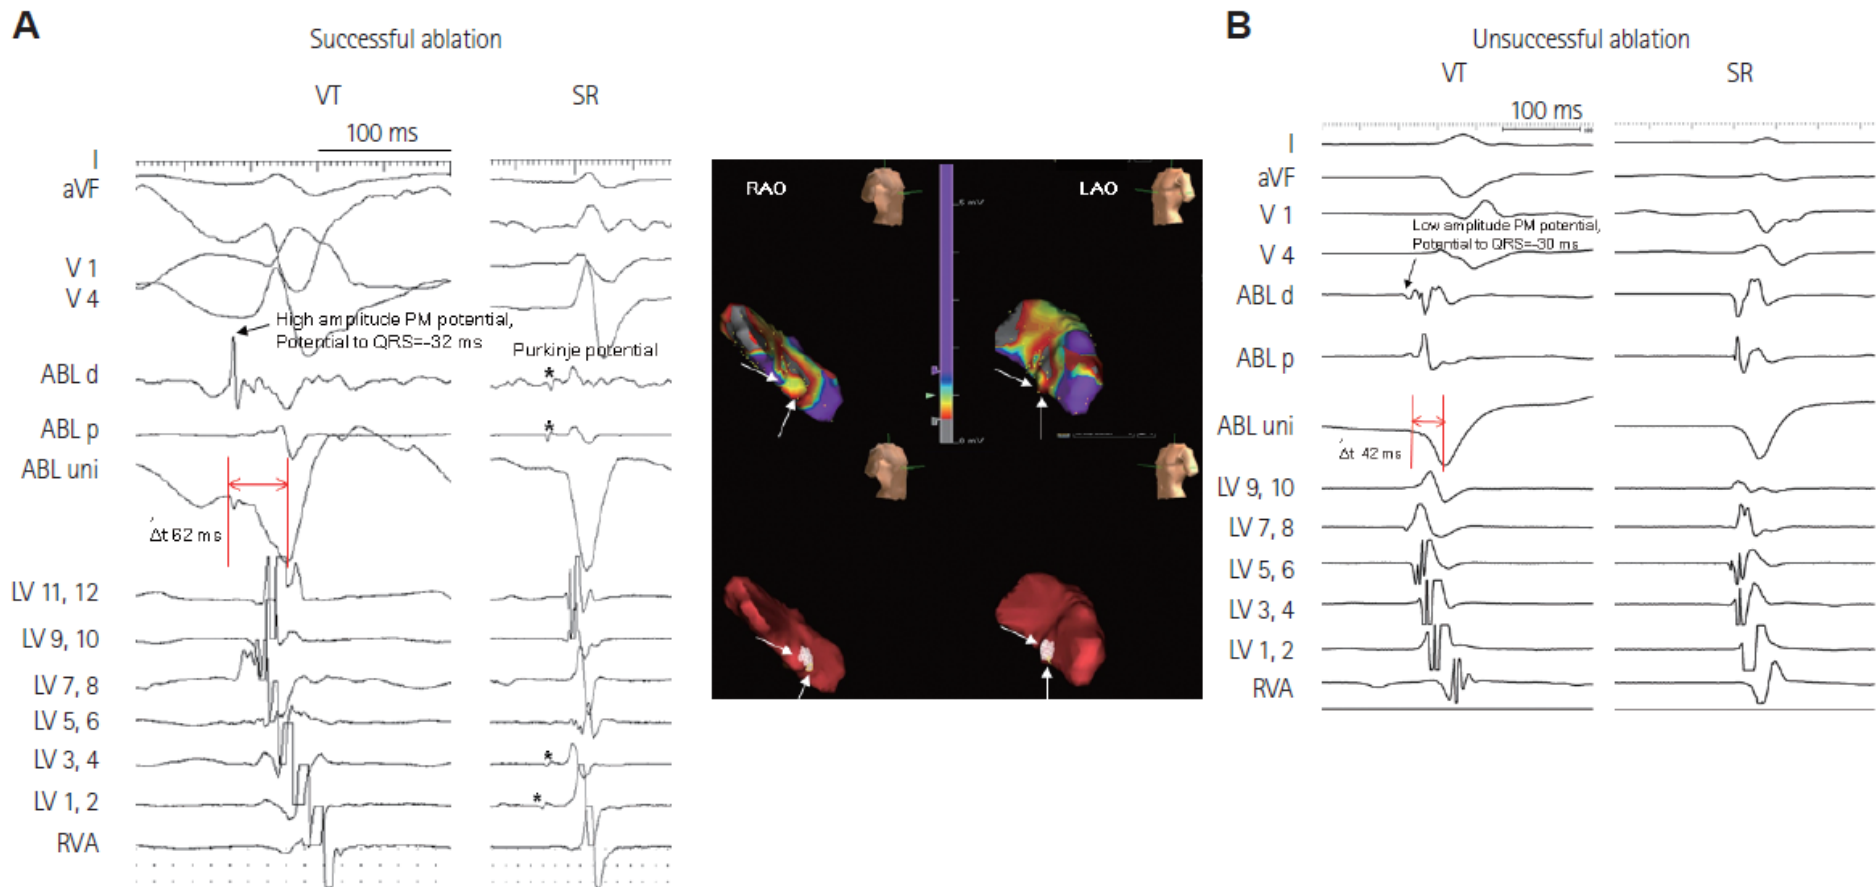 A
Successful ablation
VT
SR
100 ms
I
aVF
V 1
V 4
High amplitude PM potential,
Potential to QRS=-32 ms
Purkinje potential
ABL d
*
ABL p
*
ABL uni
Δt 62 ms
LV 11, 12
LV 9, 10
LV 7, 8
LV 5, 6
LV 3, 4
*
LV 1, 2
*
RVA
RAO
LAO
5 mV
0 mV
B
Unsuccessful ablation
VT
SR
100 ms
I
aVF
V 1
Low amplitude PM potential,
Potential to QRS=-30 ms
V 4
ABL d
ABL p
ABL uni
Δt 42 ms
LV 9, 10
LV 7, 8
LV 5, 6
LV 3, 4
LV 1, 2
RVA